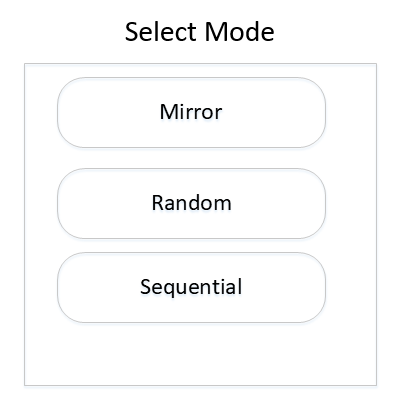 Select Mode
Mirror
Random
Sequential